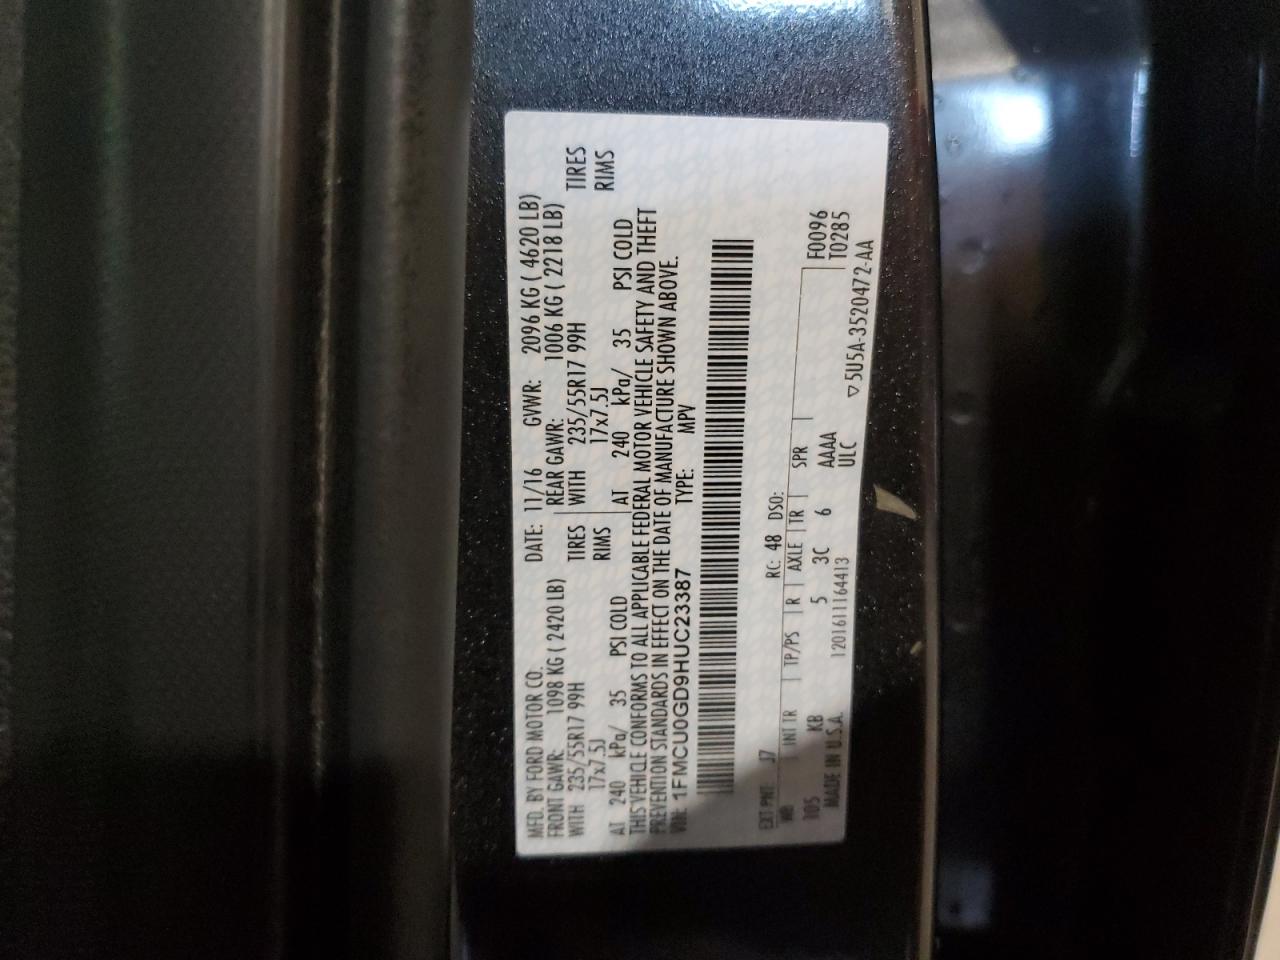 MFD. BY FORD MOTOR CO. DATE: 11/16 GVWR: 2096 KG ( 4620 LB)
FRONT GAWR: 1098 KG ( 2420 LB) REAR GAWR: 1006 KG ( 2218 LB)
WITH 235/55R17 99H TIRES WITH 235/55R17 99H TIRES
17x7.5J RIMS 17x7.5J RIMS
AT 240 kPa/ 35 PSI COLD AT 240 kPa/ 35 PSI COLD
THIS VEHICLE CONFORMS TO ALL APPLICABLE FEDERAL MOTOR VEHICLE SAFETY AND THEFT
PREVENTION STANDARDS IN EFFECT ON THE DATE OF MANUFACTURE SHOWN ABOVE.
VIN: 1FMCU0GD9HUC23387 TYPE: MPV
EXT PNT: J7 RC: 48 DSO:
WB INT TR TP/PS R AXLE TR SPR F0096
105 KB 5 3C 6 AAAA T0285
MADE IN U.S.A. 1201611164413 ULC
▽5U5A-3520472-AA